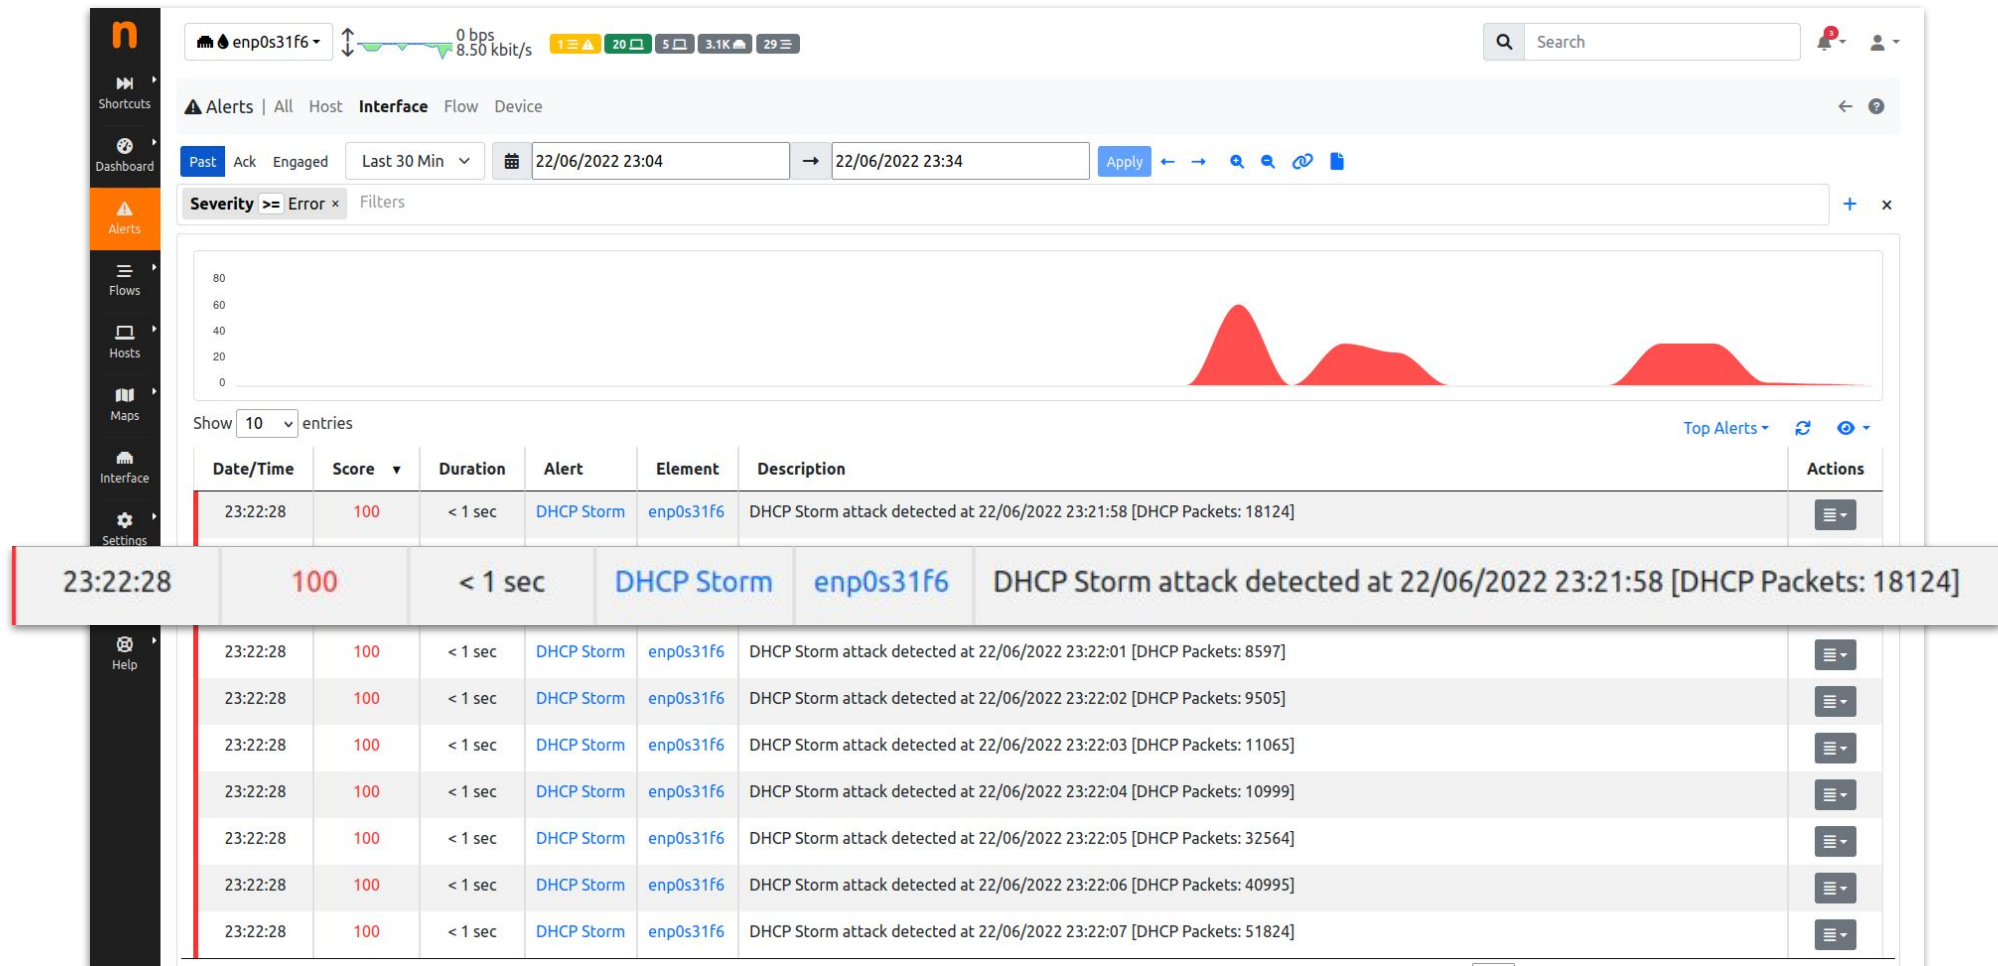 n
enp0s31f6
0 bps
8.50 kbit/s
1
20
5
3.1K
29
Search
3
Shortcuts
Alerts | All Host Interface Flow Device
Dashboard
Past Ack Engaged Last 30 Min 22/06/2022 23:04 → 22/06/2022 23:34 Apply ← →
Severity >= Error × Filters + ×
Alerts
Flows
Hosts
Maps
Interface
Settings
80
60
40
20
0
Show 10 entries
Top Alerts
Date/Time Score ▼ Duration Alert Element Description Actions
23:22:28 100 < 1 sec DHCP Storm enp0s31f6 DHCP Storm attack detected at 22/06/2022 23:21:58 [DHCP Packets: 18124]
23:22:28 100 < 1 sec DHCP Storm enp0s31f6 DHCP Storm attack detected at 22/06/2022 23:21:58 [DHCP Packets: 18124]
Help
23:22:28 100 < 1 sec DHCP Storm enp0s31f6 DHCP Storm attack detected at 22/06/2022 23:22:01 [DHCP Packets: 8597]
23:22:28 100 < 1 sec DHCP Storm enp0s31f6 DHCP Storm attack detected at 22/06/2022 23:22:02 [DHCP Packets: 9505]
23:22:28 100 < 1 sec DHCP Storm enp0s31f6 DHCP Storm attack detected at 22/06/2022 23:22:03 [DHCP Packets: 11065]
23:22:28 100 < 1 sec DHCP Storm enp0s31f6 DHCP Storm attack detected at 22/06/2022 23:22:04 [DHCP Packets: 10999]
23:22:28 100 < 1 sec DHCP Storm enp0s31f6 DHCP Storm attack detected at 22/06/2022 23:22:05 [DHCP Packets: 32564]
23:22:28 100 < 1 sec DHCP Storm enp0s31f6 DHCP Storm attack detected at 22/06/2022 23:22:06 [DHCP Packets: 40995]
23:22:28 100 < 1 sec DHCP Storm enp0s31f6 DHCP Storm attack detected at 22/06/2022 23:22:07 [DHCP Packets: 51824]